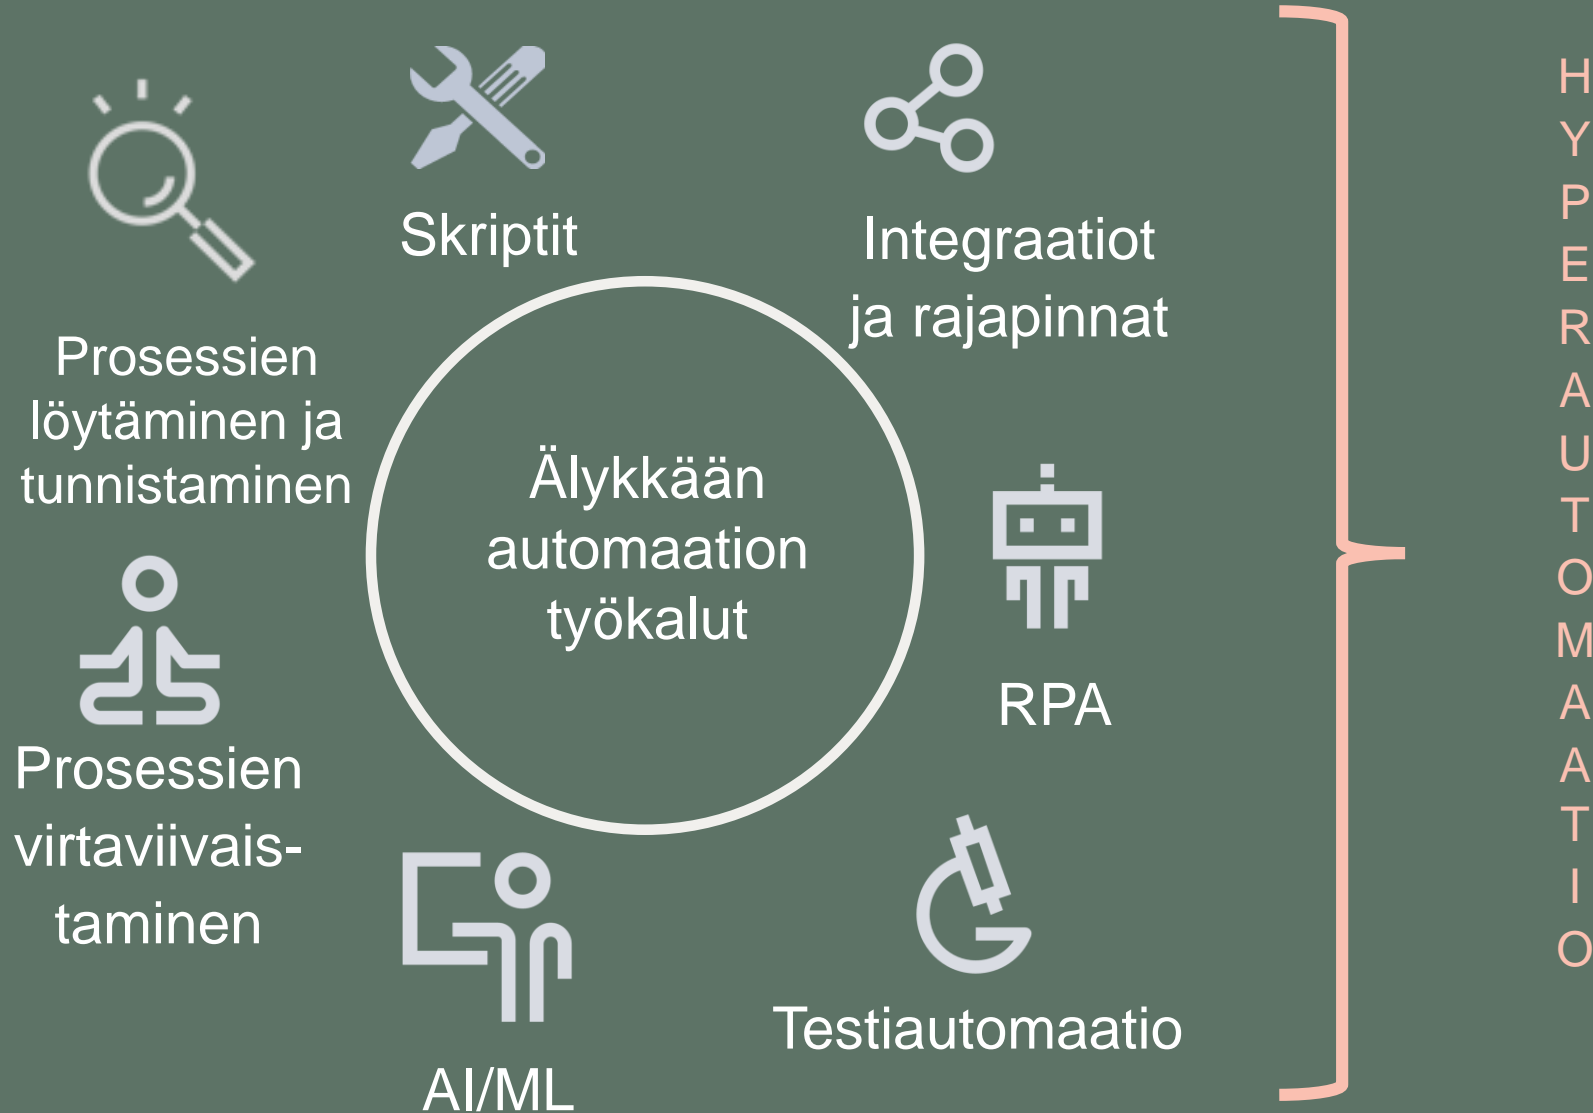 Skriptit
Integraatiot
ja rajapinnat
Prosessien
löytäminen ja
tunnistaminen
Älykkään
automaation
työkalut
RPA
Prosessien
virtaviivais-
taminen
Testiautomaatio
AI/ML
H
Y
P
E
R
A
U
T
O
M
A
A
T
I
O